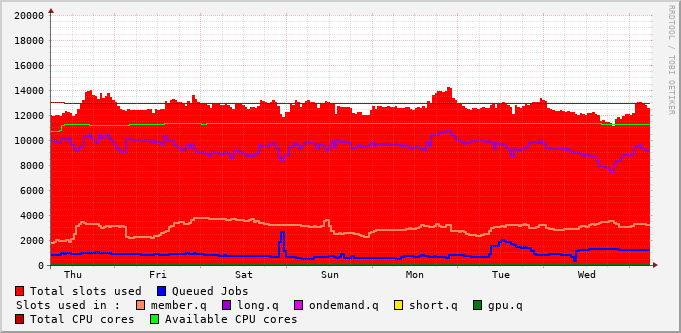 20000
18000
16000
14000
12000
10000
8000
6000
4000
2000
0
Thu Fri Sat Sun Mon Tue Wed
RRDTOOL / TOBI OETIKER
Total slots used Queued Jobs
Slots used in : member.q long.q ondemand.q short.q gpu.q
Total CPU cores Available CPU cores